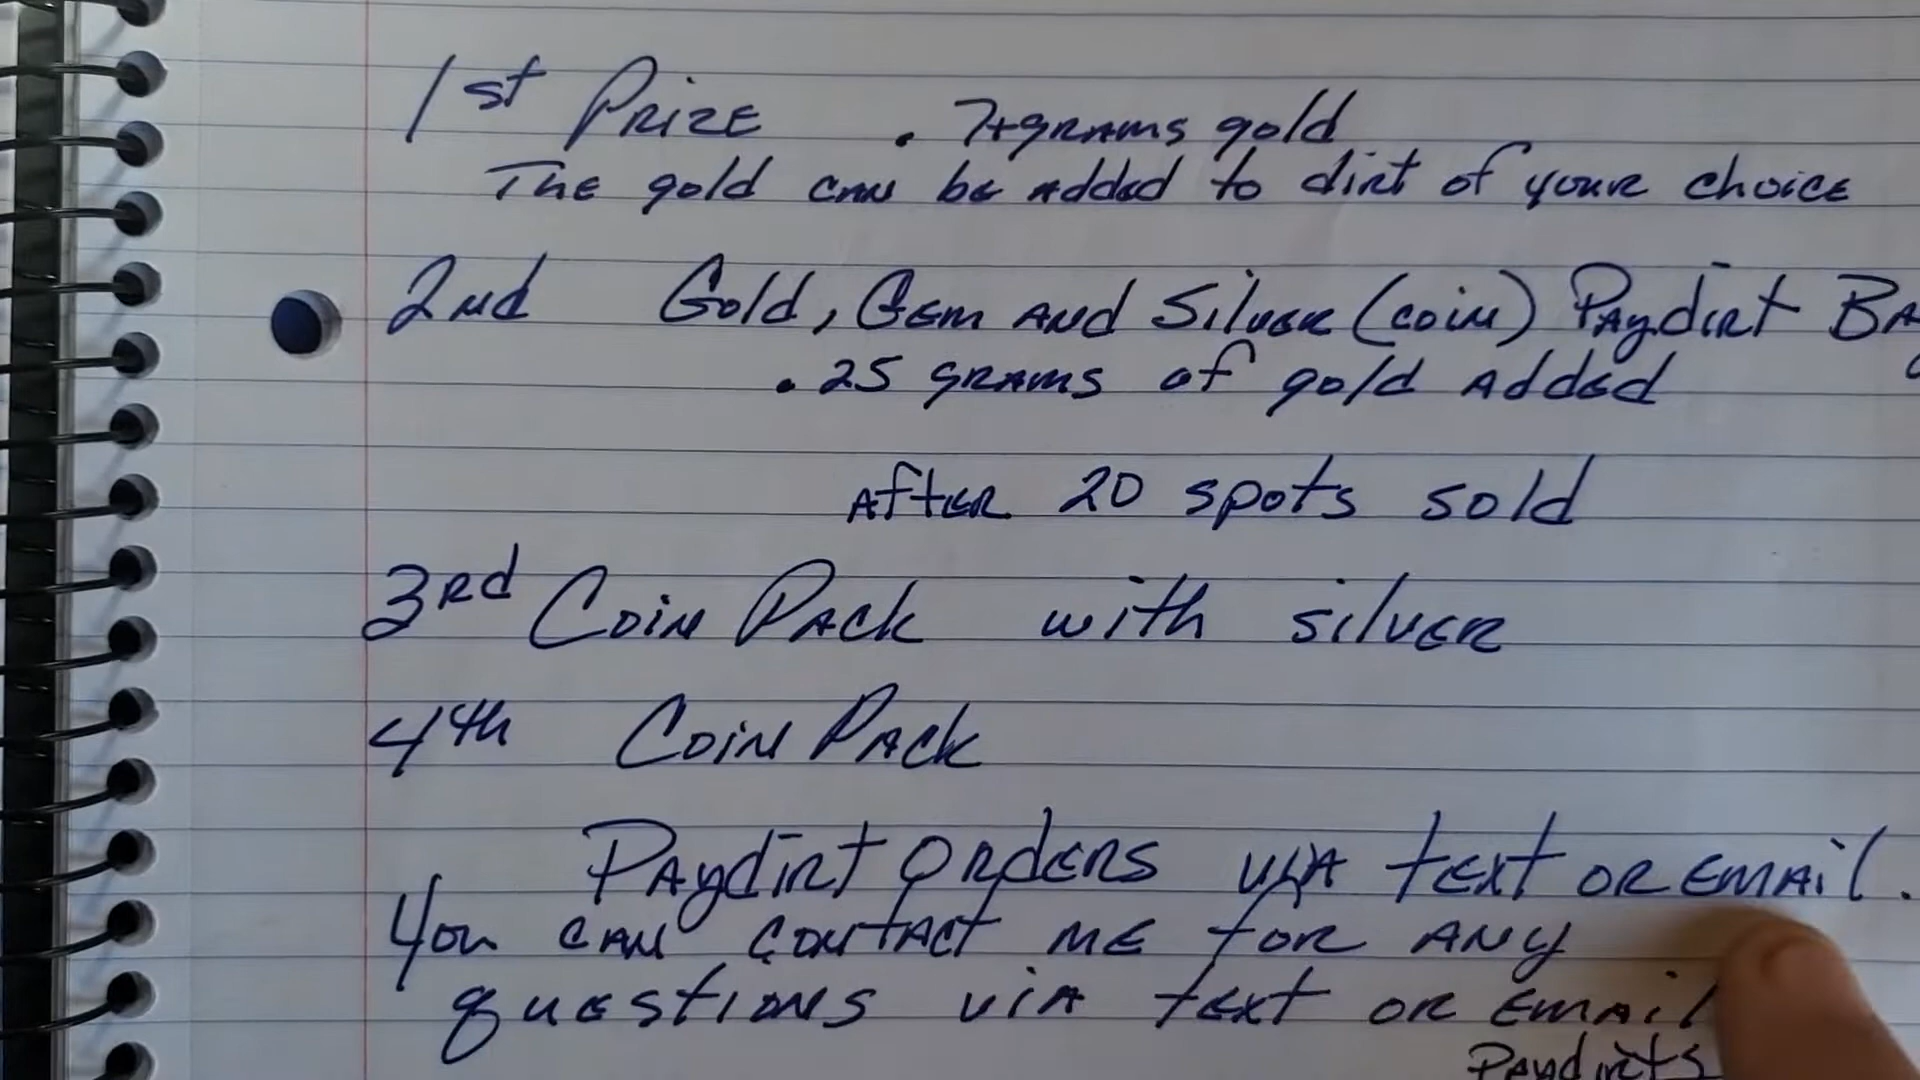 1st Prize . 7+grams gold
The gold can be added to dirt of your choice
2nd Gold, Gem and Silver (coin) Paydirt
.25 grams of gold added
After 20 spots sold
3rd Coin Pack with silver
4th Coin Pack
Paydirt Orders via text or email.
You can contact me for any
questions via text or email
Paydirts